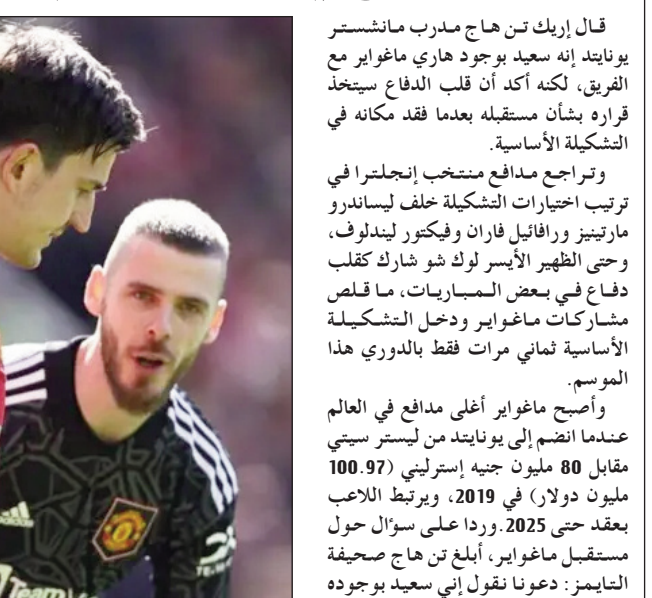 قال إريك تن هاج مدرب مانشستر
يونايتد إنه سعيد بوجود هاري ماغواير مع
الفريق، لكنه أكد أن قلب الدفاع سيتخذ
قراره بشأن مستقبله بعدما فقد مكانه في
التشكيلة الأساسية.
وتراجع مدافع منتخب إنجلترا في
ترتيب اختيارات التشكيلة خلف ليساندرو
مارتينيز ورافائيل فاران وفيكتور ليندلوف،
وحتى الظهير الأيسر لوك شو شارك كقلب
دفاع في بعض المباريات، ما قلص
مشاركات ماغواير ودخل التشكيلة
الأساسية ثماني مرات فقط بالدوري هذا
الموسم.
وأصبح ماغواير أغلى مدافع في العالم
عندما انضم إلى يونايتد من ليستر سيتي
مقابل 80 مليون جنيه إسترليني (100.97
مليون دولار) في 2019، ويرتبط اللاعب
بعقد حتى 2025.وردا على سؤال حول
مستقبل ماغواير، أبلغ تن هاج صحيفة
التايمز: دعونا نقول إني سعيد بوجوده
adidas
TeamV